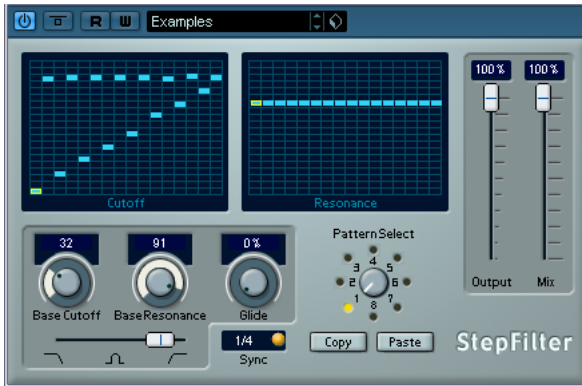 R W Examples
100% 100%
Cutoff Resonance
32 91 0%
Pattern Select
1 2 3 4 5 6 7 8
Base Cutoff Base Resonance Glide
Output Mix
1/4
Sync
Copy Paste
StepFilter